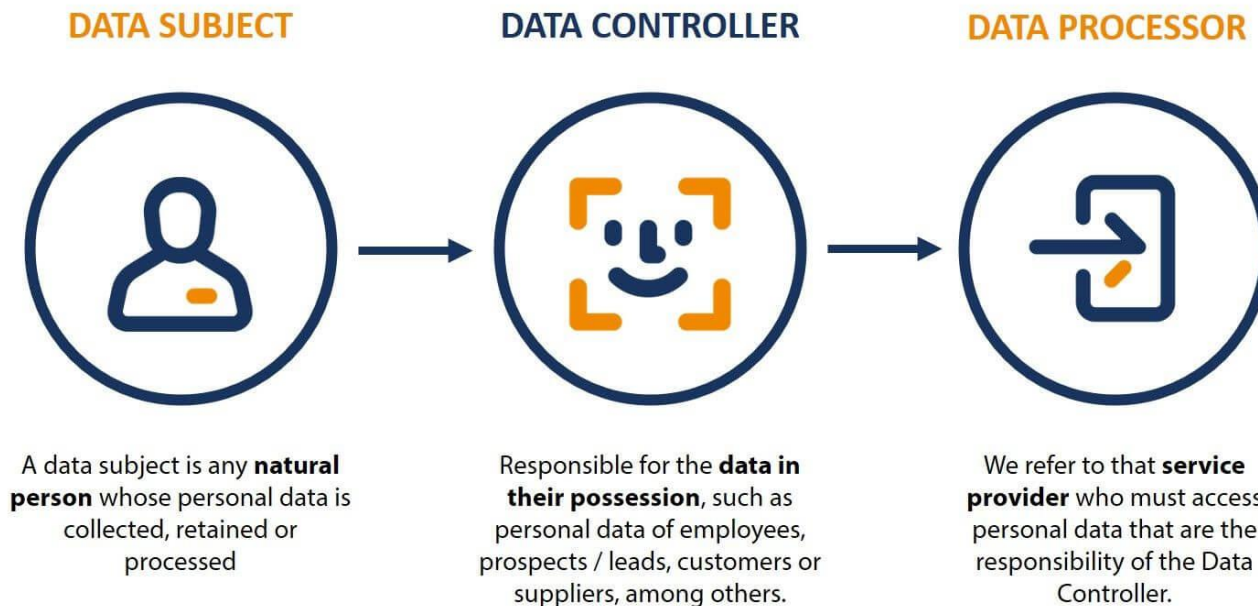 DATA SUBJECT
DATA CONTROLLER
DATA PROCESSOR
A data subject is any natural
person whose personal data is
collected, retained or
processed
Responsible for the data in
their possession, such as
personal data of employees,
prospects / leads, customers or
suppliers, among others.
We refer to that service
provider who must access
personal data that are the
responsibility of the Data
Controller.